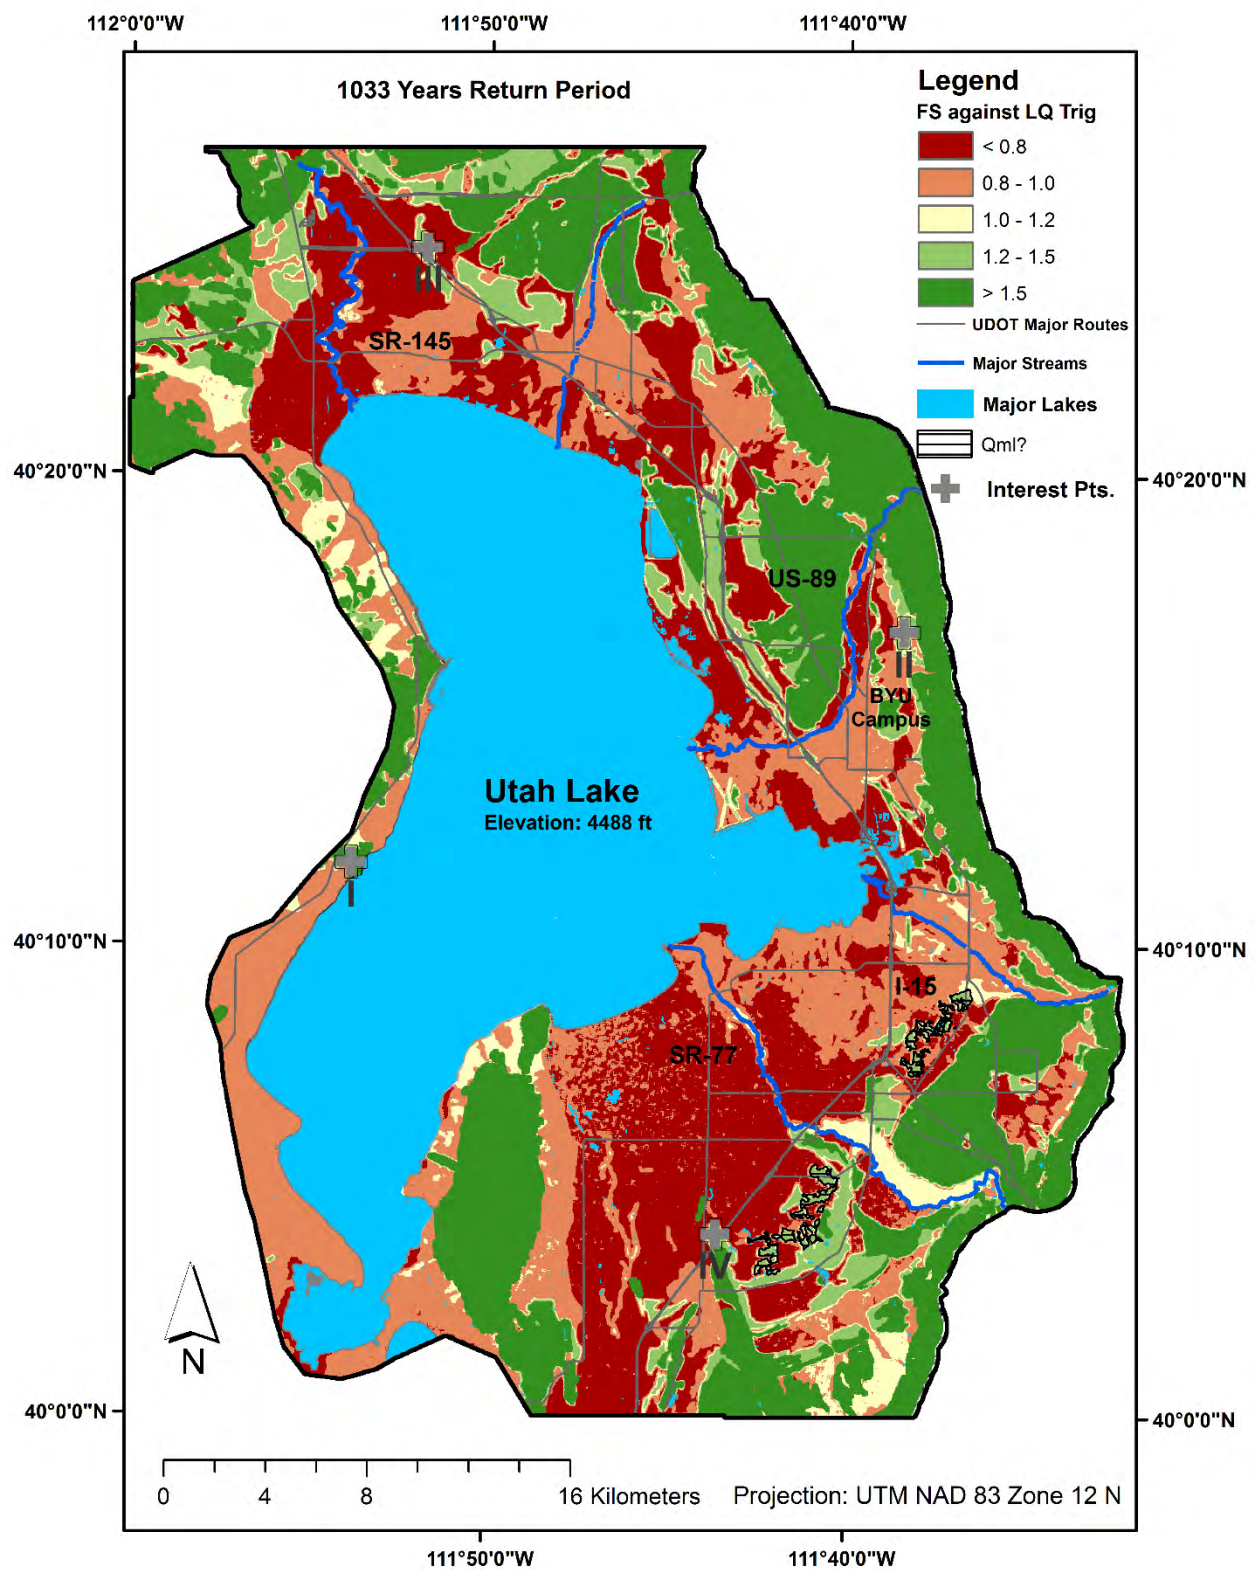 112°0'0"W 111°50'0"W 111°40'0"W
1033 Years Return Period
Legend
FS against LQ Trig
< 0.8
0.8 - 1.0
1.0 - 1.2
1.2 - 1.5
> 1.5
UDOT Major Routes
Major Streams
Major Lakes
Qml?
Interest Pts.
III
SR-145
40°20'0"N
40°20'0"N
US-89
II
BYU
Campus
Utah Lake
Elevation: 4488 ft
I
40°10'0"N
40°10'0"N
I-15
SR-77
IV
N
40°0'0"N
40°0'0"N
0 4 8 16 Kilometers
Projection: UTM NAD 83 Zone 12 N
111°50'0"W 111°40'0"W